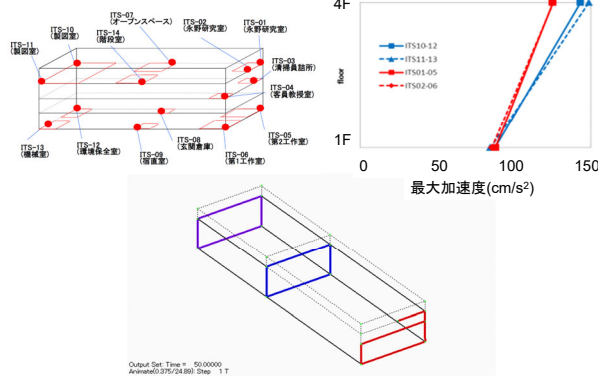 ITS-07
(オープンスペース)
ITS-02
(永野研究室)
ITS-01
(永野研究室)
ITS-10
(製図室)
ITS-14
(階段室)
ITS-11
(製図室)
ITS-03
(清掃員詰所)
ITS-04
(客員教授室)
ITS-05
(第2工作室)
ITS-13
(機械室)
ITS-12
(環境保全室)
ITS-09
(宿直室)
ITS-08
(玄関倉庫)
ITS-06
(第1工作室)
4F
floor
1F
ITS10-12
ITS11-13
ITS01-05
ITS02-06
0 50 100 150
最大加速度(cm/s²)
Output Set: Time = 50.00000
Animate(0.375/24.89): Step 1 T